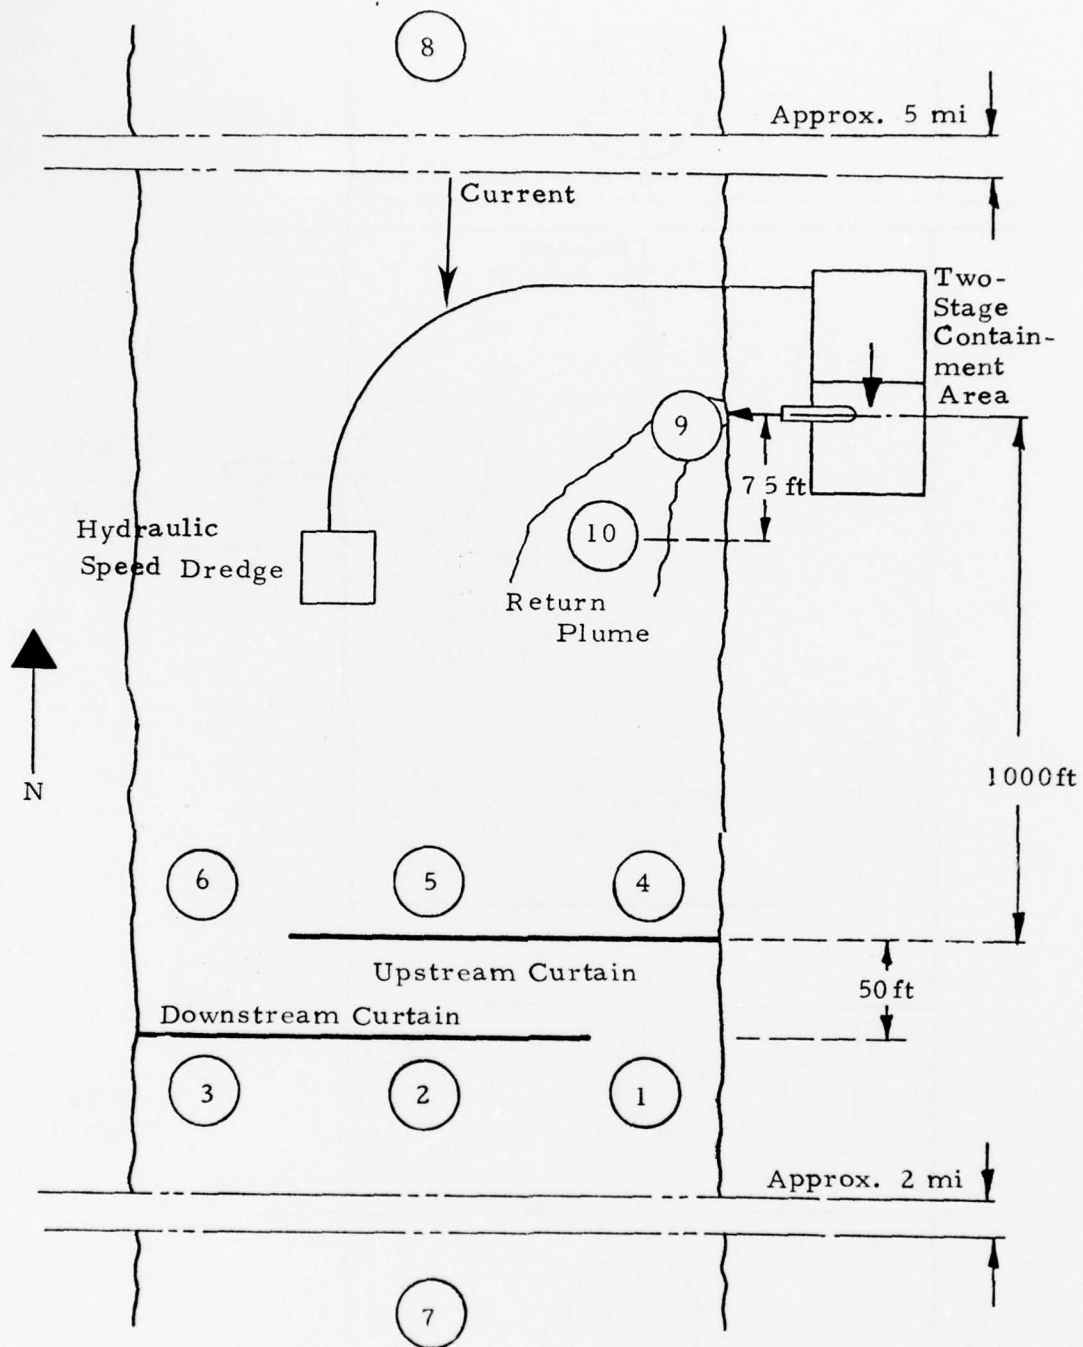 8
Approx. 5 mi
Current
Two-
Stage
Contain-
ment
Area
9
75 ft
10
Hydraulic
Speed Dredge
Return
Plume
N
1000ft
6
5
4
Upstream Curtain
50 ft
Downstream Curtain
3
2
1
Approx. 2 mi
7